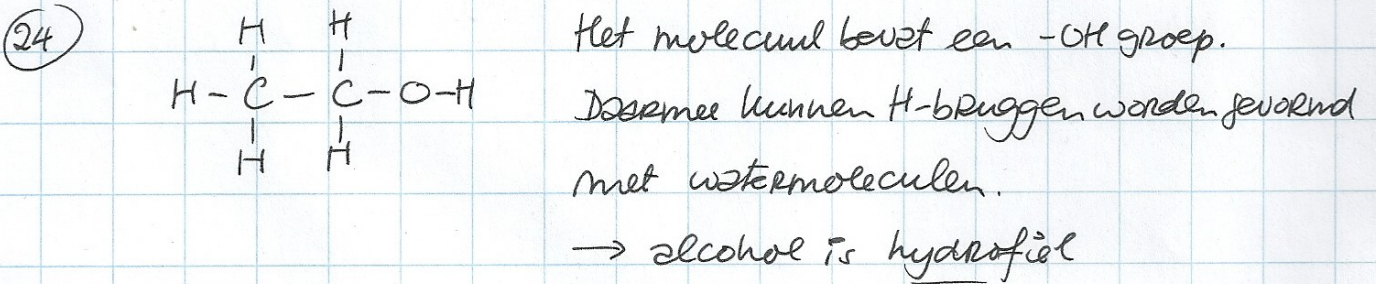 24
H H
H - C - C - O - H
H H
Het molecuul bevat een -OH groep.
Daarmee kunnen H-bruggen worden gevormd
met watermoleculen.
→ alcohol is hydrofiel